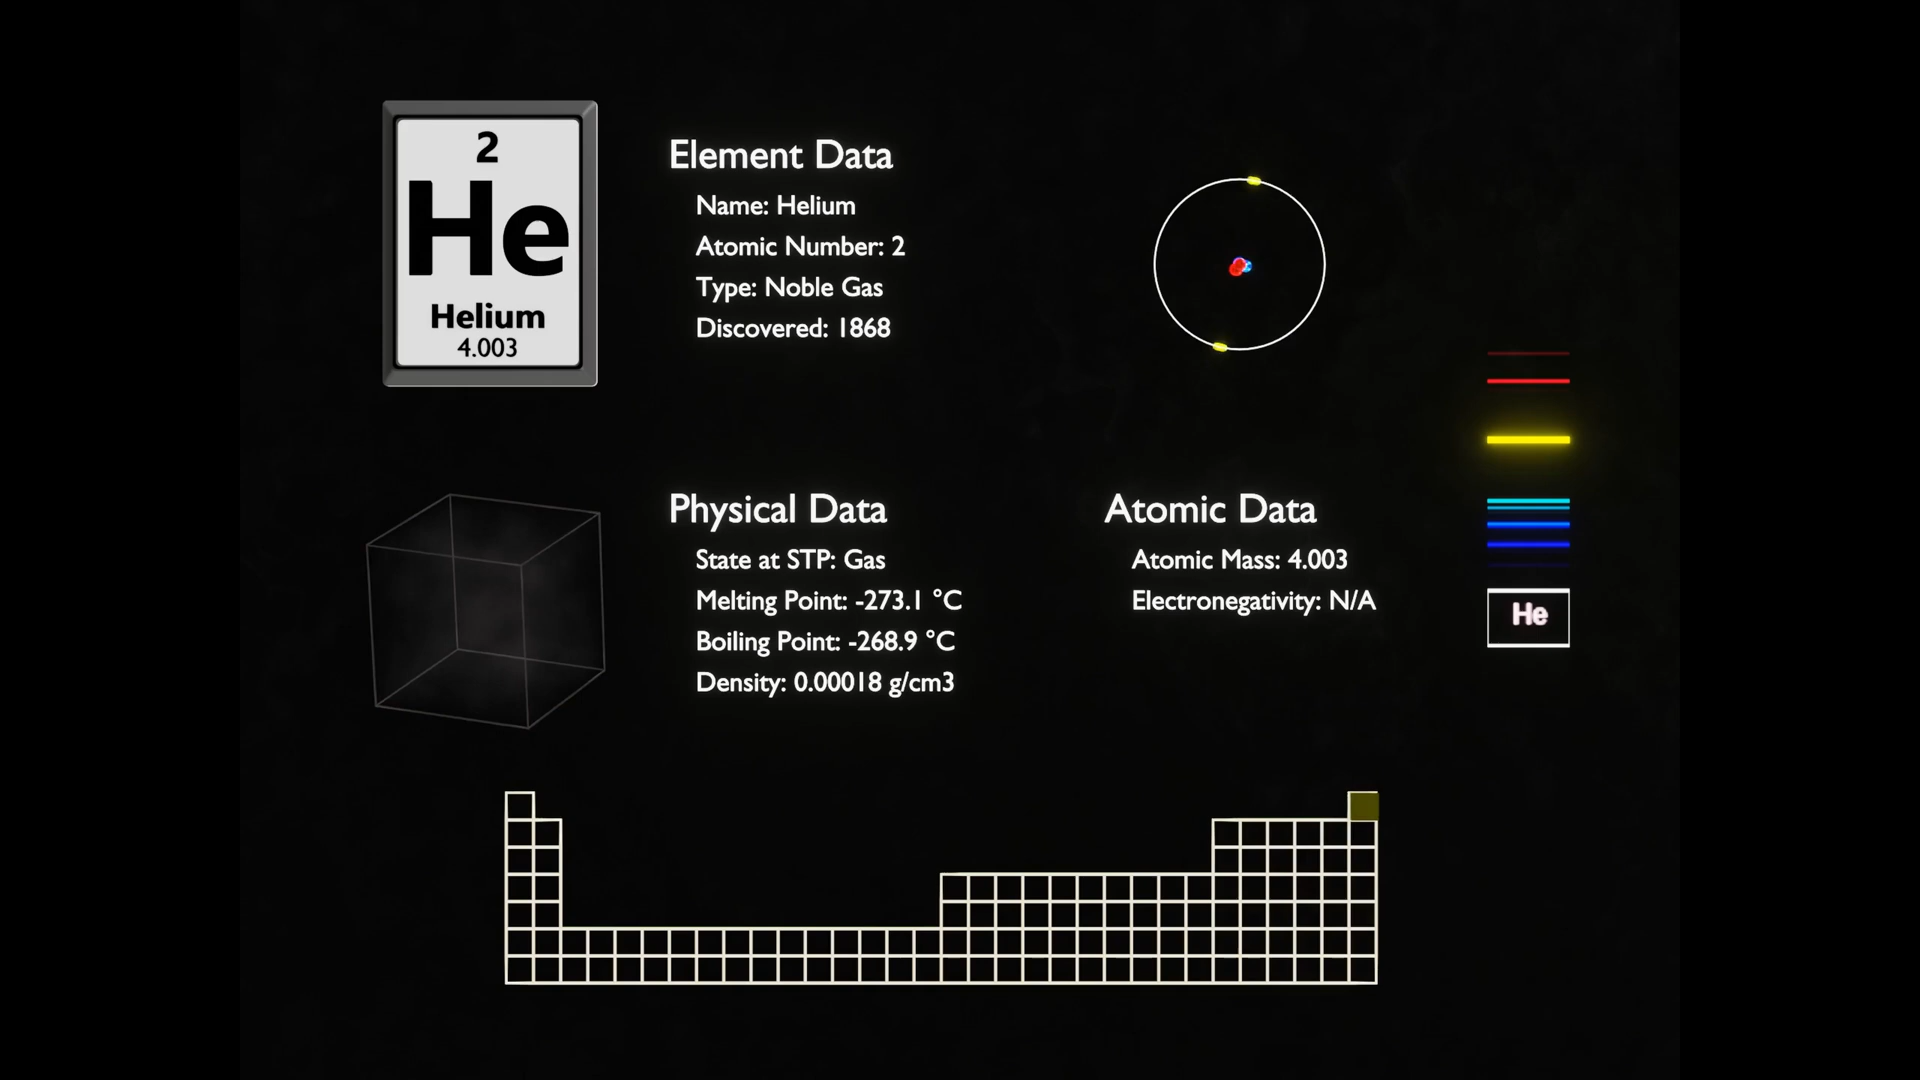 2
He
Helium
4.003
Element Data
Name: Helium
Atomic Number: 2
Type: Noble Gas
Discovered: 1868
Physical Data
State at STP: Gas
Melting Point: -273.1 °C
Boiling Point: -268.9 °C
Density: 0.00018 g/cm3
Atomic Data
Atomic Mass: 4.003
Electronegativity: N/A
He